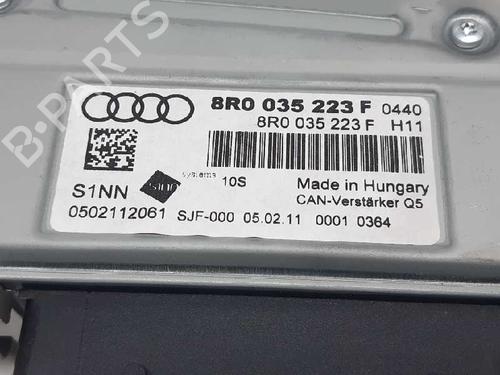 8R0 035 223 F 0440
8R0 035 223 F H11
systems
10S
S1NN
Made in Hungary
CAN-Verstärker Q5
0502112061 SJF-000 05.02.11 0001 0364
B-PARTS